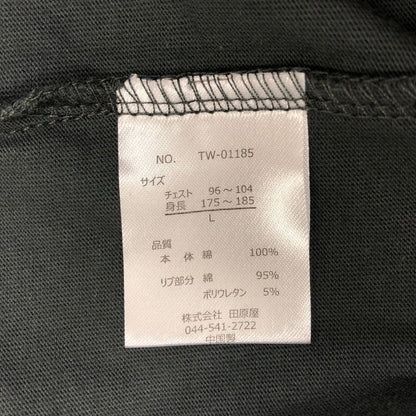 NO. TW-01185
サイズ
チェスト 96～104
身長 175～185
L
品質
本体 綿 100%
リブ部分 綿 95%
ポリウレタン 5%
株式会社 田原屋
044-541-2722
中国製